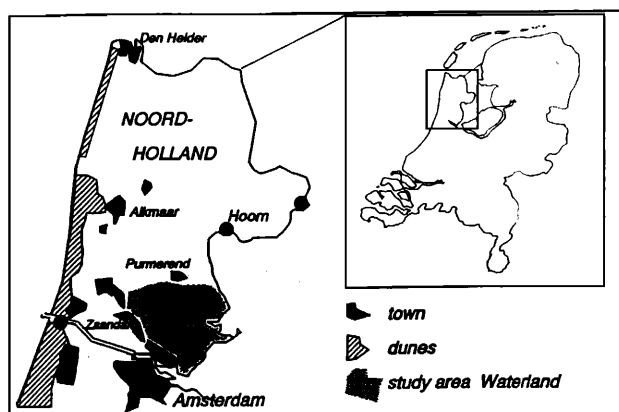 Den Helder
NOORD-
HOLLAND
Alkmaar
Hoorn
Purmerend
Zaandam
Amsterdam
town
dunes
study area Waterland